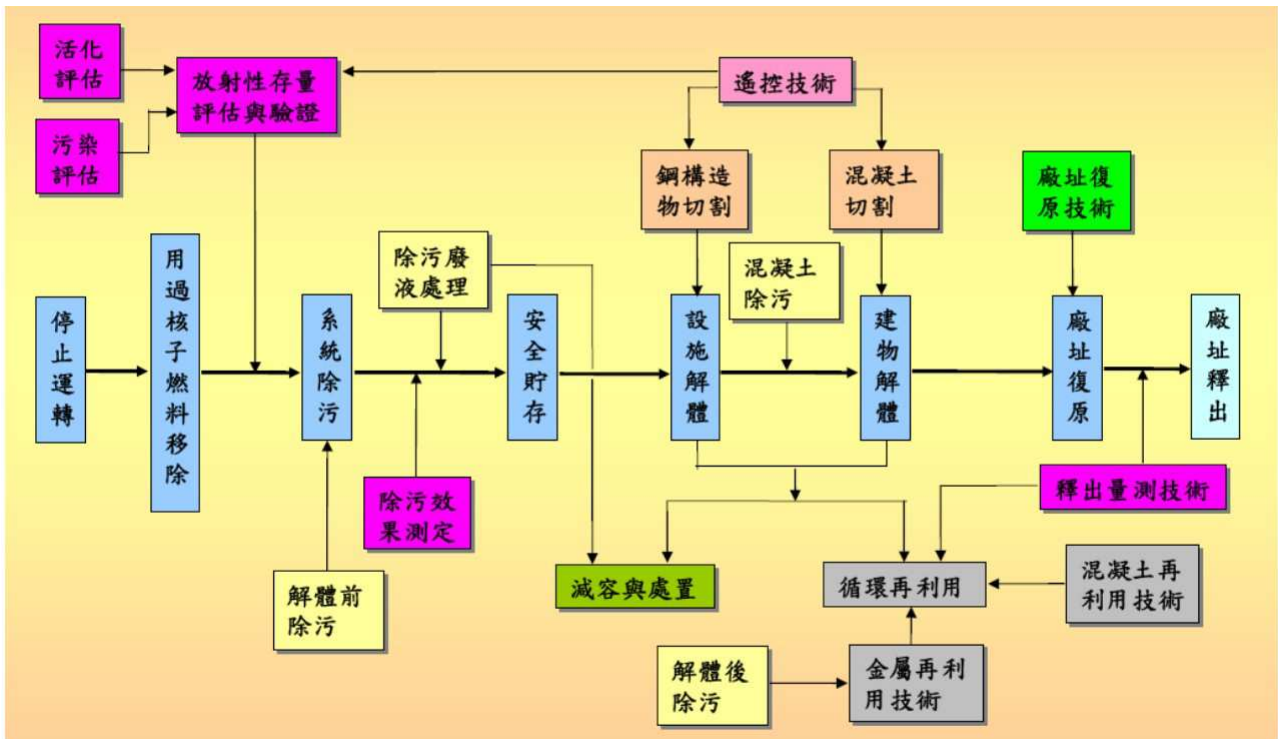 活化
評估
放射性存量
評估與驗證
遙控技術
污染
評估
鋼構造
物切割
混凝土
切割
廠址復
原技術
除污廢
液處理
混凝土
除污
停止運轉
用過核子燃料移除
系統除污
安全貯存
設施解體
建物解體
廠址復原
廠址釋出
除污效
果測定
釋出量測技術
解體前
除污
減容與處置
循環再利用
混凝土再
利用技術
解體後
除污
金屬再利
用技術